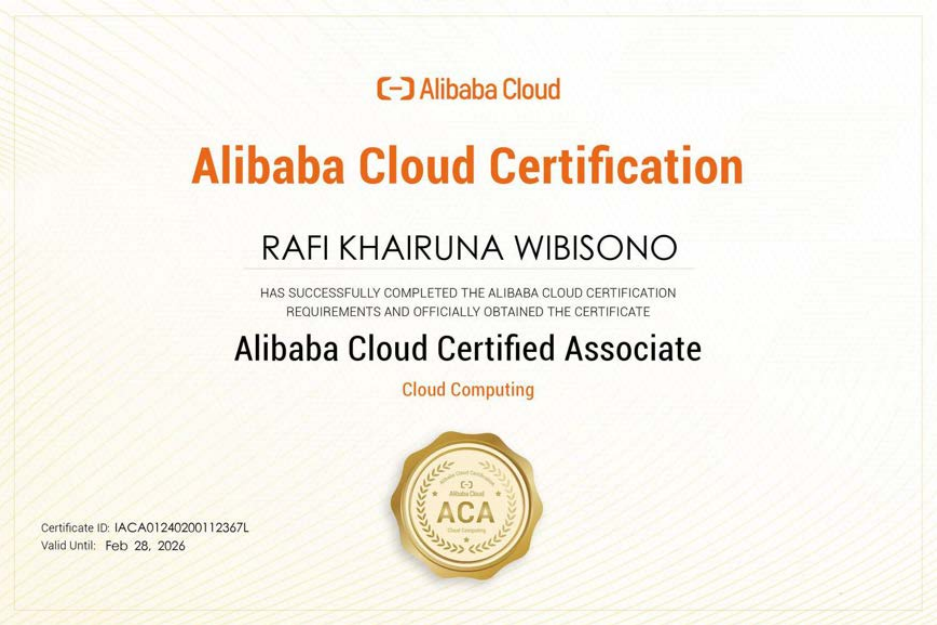 Alibaba Cloud
Alibaba Cloud Certification
RAFI KHAIRUNA WIBISONO
HAS SUCCESSFULLY COMPLETED THE ALIBABA CLOUD CERTIFICATION
REQUIREMENTS AND OFFICIALLY OBTAINED THE CERTIFICATE
Alibaba Cloud Certified Associate
Cloud Computing
Alibaba Cloud Certification
Alibaba Cloud
ACA
Cloud Computing
Certificate ID: IACA01240200112367L
Valid Until: Feb 28, 2026